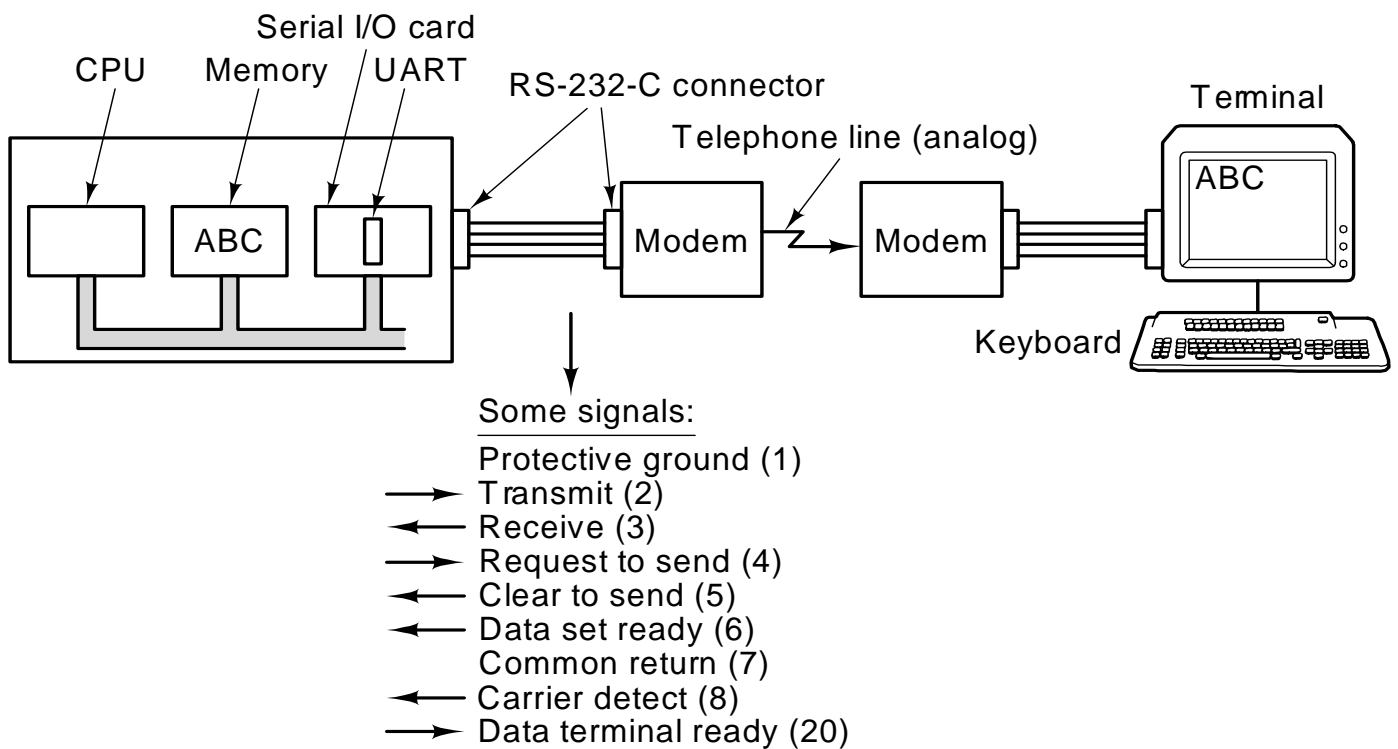 Serial I/O card
CPU
Memory
UART
RS-232-C connector
Terminal
Telephone line (analog)
ABC
ABC
Modem
Modem
Keyboard
Some signals:
Protective ground (1)
Transmit (2)
Receive (3)
Request to send (4)
Clear to send (5)
Data set ready (6)
Common return (7)
Carrier detect (8)
Data terminal ready (20)